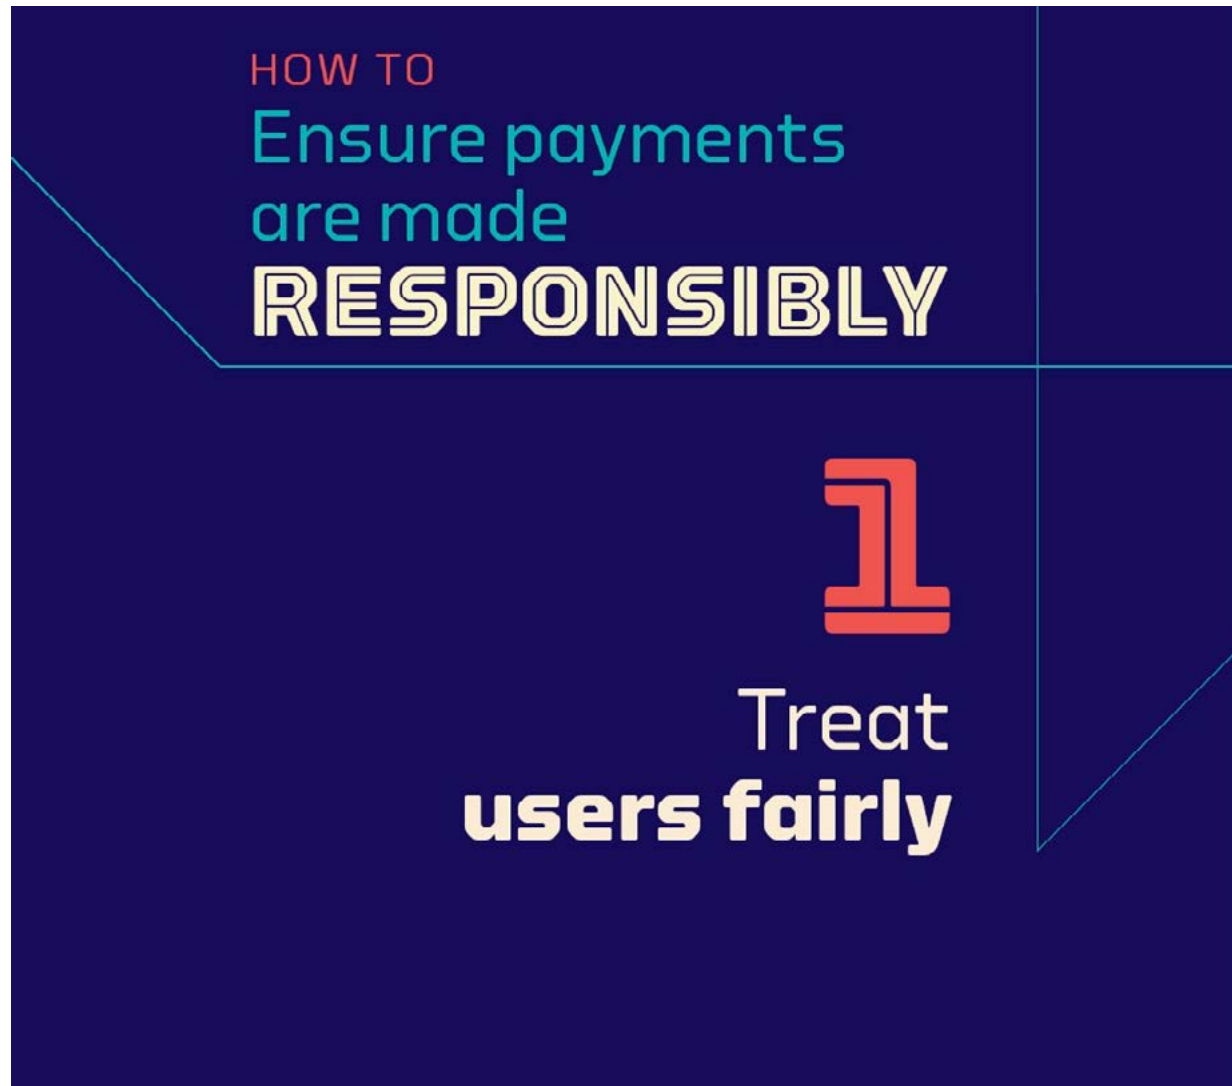 HOW TO
Ensure payments
are made
RESPONSIBLY
1
Treat
users fairly